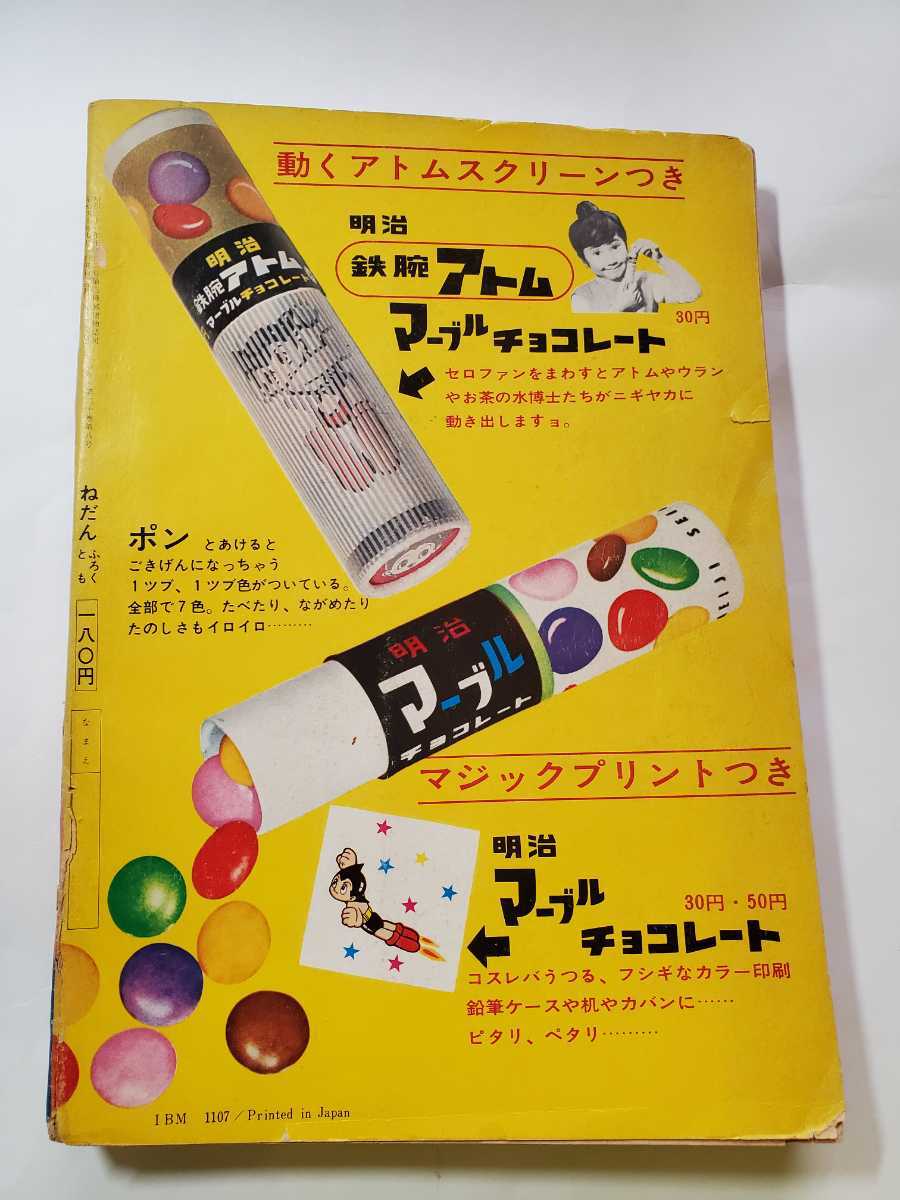 動くアトムスクリーンつき
明治
鉄腕アトム
マーブルチョコレート
30円
セロファンをまわすとアトムやウラン
やお茶の水博士たちがニギヤカに
動き出しますョ。
明治
鉄腕アトム
マーブルチョコレート
ポンとあけると
ごきげんになっちゃう
1ツブ、1ツブ色がついている。
全部で7色。たべたり、ながめたり
たのしさもイロイロ………
明治
マーブル
チョコレート
SEI
マジックプリントつき
明治
マーブル
チョコレート
30円・50円
コスレバうつる、フシギなカラー印刷
鉛筆ケースや机やカバンに……
ピタリ、ペタリ………
ねだん
ふろくとも
一八〇円
なまえ
IBM 1107/Printed in Japan